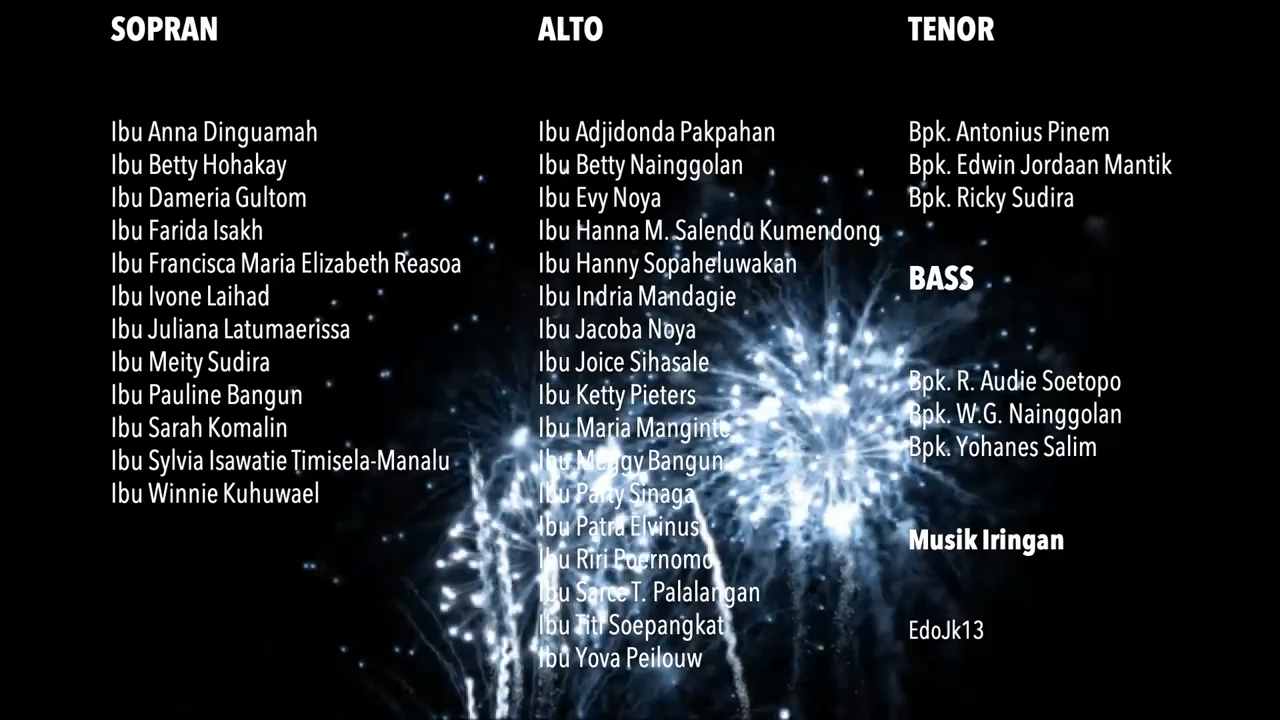 SOPRAN
Ibu Anna Dinguamah
Ibu Betty Hohakay
Ibu Dameria Gultom
Ibu Farida Isakh
Ibu Francisca Maria Elizabeth Reasoa
Ibu Ivone Laihad
Ibu Juliana Latumaerissa
Ibu Meity Sudira
Ibu Pauline Bangun
Ibu Sarah Komalin
Ibu Sylvia Isawatie Timisela-Manalu
Ibu Winnie Kuhuwael
ALTO
Ibu Adjidonda Pakpahan
Ibu Betty Nainggolan
Ibu Evy Noya
Ibu Hanna M. Salendu Kumendong
Ibu Hanny Sopaheluwakan
Ibu Indria Mandagie
Ibu Jacoba Noya
Ibu Joice Sihasale
Ibu Ketty Pieters
Ibu Maria Manginte
Ibu Meggy Bangun
Ibu Party Sinaga
Ibu Patra Elvinus
Ibu Riri Poernomo
Ibu Sarce T. Palalangan
Ibu Titi Soepangkat
Ibu Yova Peilouw
TENOR
Bpk. Antonius Pinem
Bpk. Edwin Jordaan Mantik
Bpk. Ricky Sudira
BASS
Bpk. R. Audie Soetopo
Bpk. W.G. Nainggolan
Bpk. Yohanes Salim
Musik Iringan
EdoJk13